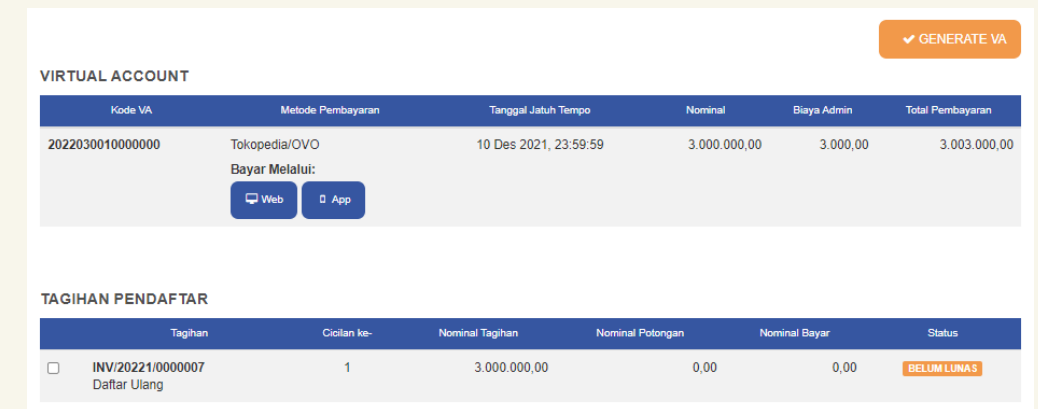 GENERATE VA
VIRTUAL ACCOUNT
Kode VA Metode Pembayaran Tanggal Jatuh Tempo Nominal Biaya Admin Total Pembayaran
2022030010000000 Tokopedia/OVO 10 Des 2021, 23:59:59 3.000.000,00 3.000,00 3.003.000,00
Bayar Melalui:
Web App
TAGIHAN PENDAFTAR
Tagihan Cicilan ke- Nominal Tagihan Nominal Potongan Nominal Bayar Status
INV/20221/0000007 1 3.000.000,00 0,00 0,00 BELUM LUNAS
Daftar Ulang